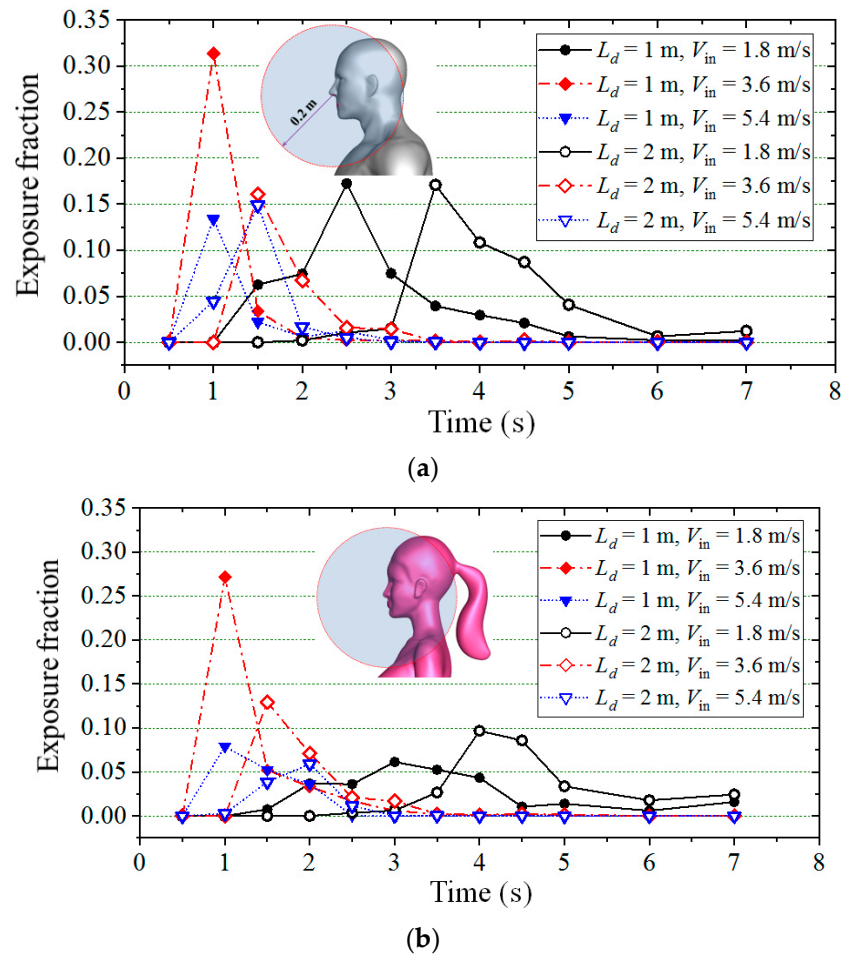 0.35
0.30
0.25
0.20
0.15
0.10
0.05
0.00
Exposure fraction
0.2 m
L_d = 1 m, V_in = 1.8 m/s
L_d = 1 m, V_in = 3.6 m/s
L_d = 1 m, V_in = 5.4 m/s
L_d = 2 m, V_in = 1.8 m/s
L_d = 2 m, V_in = 3.6 m/s
L_d = 2 m, V_in = 5.4 m/s
0 1 2 3 4 5 6 7 8
Time (s)
(a)
0.35
0.30
0.25
0.20
0.15
0.10
0.05
0.00
Exposure fraction
L_d = 1 m, V_in = 1.8 m/s
L_d = 1 m, V_in = 3.6 m/s
L_d = 1 m, V_in = 5.4 m/s
L_d = 2 m, V_in = 1.8 m/s
L_d = 2 m, V_in = 3.6 m/s
L_d = 2 m, V_in = 5.4 m/s
0 1 2 3 4 5 6 7 8
Time (s)
(b)